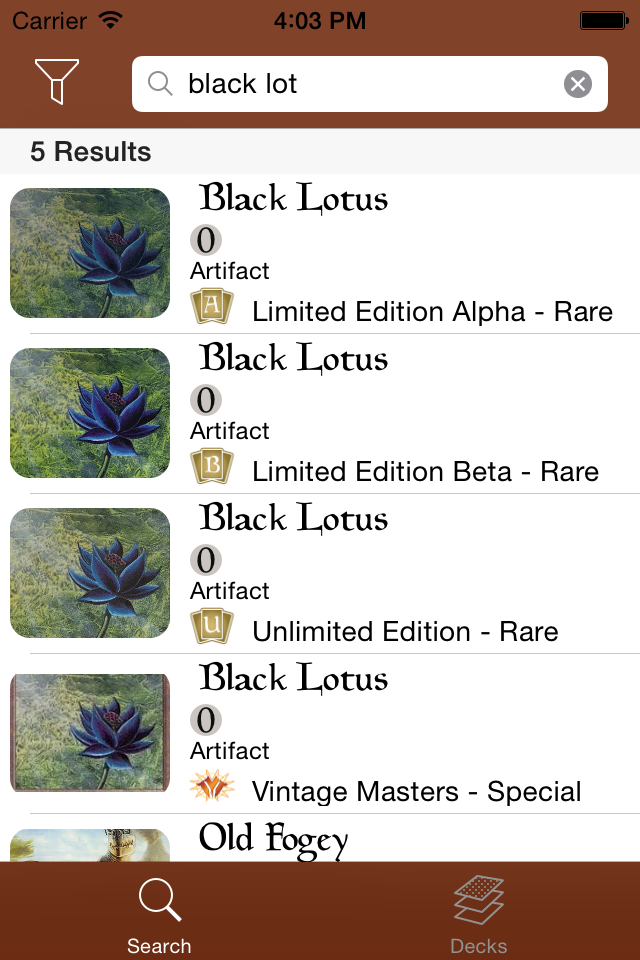 Carrier 4:03 PM
black lot
5 Results
Black Lotus
0
Artifact
A Limited Edition Alpha - Rare
Black Lotus
0
Artifact
B Limited Edition Beta - Rare
Black Lotus
0
Artifact
U Unlimited Edition - Rare
Black Lotus
0
Artifact
Vintage Masters - Special
Old Fogey
Search Decks